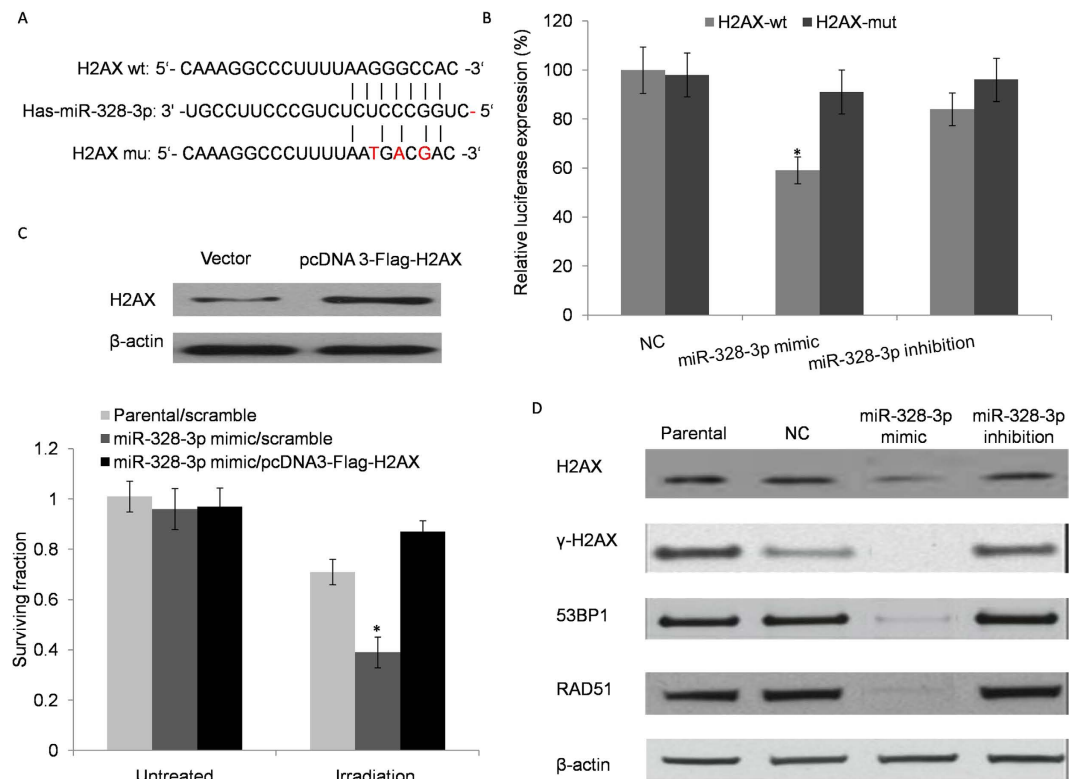 A
H2AX wt: 5‘- CAAAGGCCCUUUUAAGGGCCAC -3‘
Has-miR-328-3p: 3' -UGCCUUCCCGUCUCUCCCGGUC- 5‘
H2AX mu: 5‘- CAAAGGCCCUUUUAATGACGAC -3‘
B
H2AX-wt
H2AX-mut
Relative luciferase expression (%)
120
100
80
60
40
20
0
*
NC
miR-328-3p mimic
miR-328-3p inhibition
C
Vector
pcDNA 3-Flag-H2AX
H2AX
β-actin
Parental/scramble
miR-328-3p mimic/scramble
miR-328-3p mimic/pcDNA3-Flag-H2AX
Surviving fraction
1.2
1
0.8
0.6
0.4
0.2
0
*
Untreated
Irradiation
D
Parental
NC
miR-328-3p
mimic
miR-328-3p
inhibition
H2AX
γ-H2AX
53BP1
RAD51
β-actin